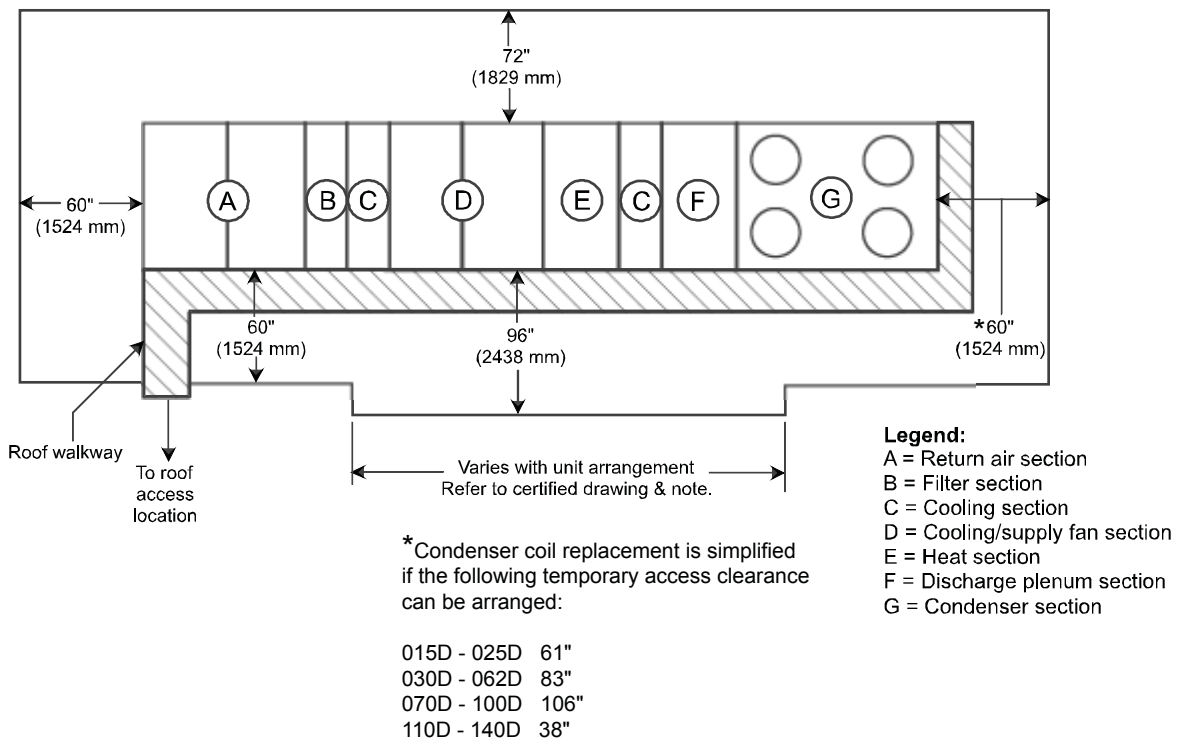 72"
(1829 mm)
60"
(1524 mm)
A
B
C
D
E
C
F
G
60"
(1524 mm)
96"
(2438 mm)
*60"
(1524 mm)
Roof walkway
To roof
access
location
Varies with unit arrangement
Refer to certified drawing & note.
Legend:
A = Return air section
B = Filter section
C = Cooling section
D = Cooling/supply fan section
E = Heat section
F = Discharge plenum section
G = Condenser section
*Condenser coil replacement is simplified
if the following temporary access clearance
can be arranged:
015D - 025D 61"
030D - 062D 83"
070D - 100D 106"
110D - 140D 38"